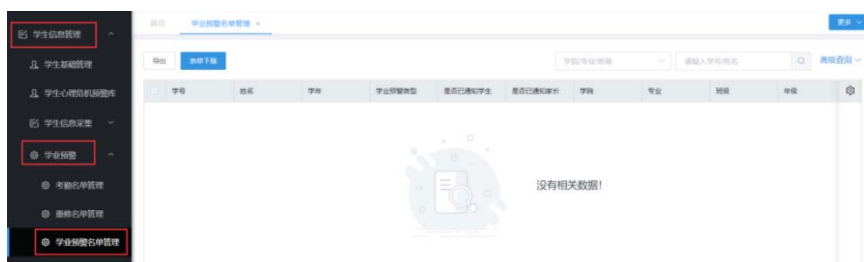 学生信息管理
学生基础管理
学生心理危机预警库
学生信息采集
学业预警
考勤名单管理
重修名单管理
学业预警名单管理
首页 学业预警名单管理 × 更多
导出 表单下载 学院/专业/班级 请输入学号/姓名 高级查询
学号 姓名 学年 学业预警类型 是否已通知学生 是否已通知家长 学院 专业 班级 年级
没有相关数据!